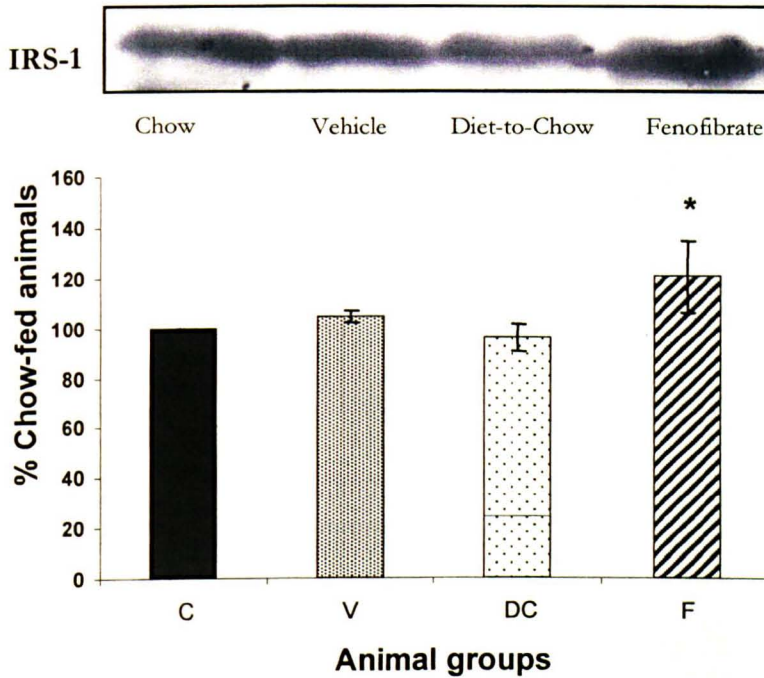 IRS-1
Chow Vehicle Diet-to-Chow Fenofibrate
% Chow-fed animals
160
140
120
100
80
60
40
20
0
*
C V DC F
Animal groups